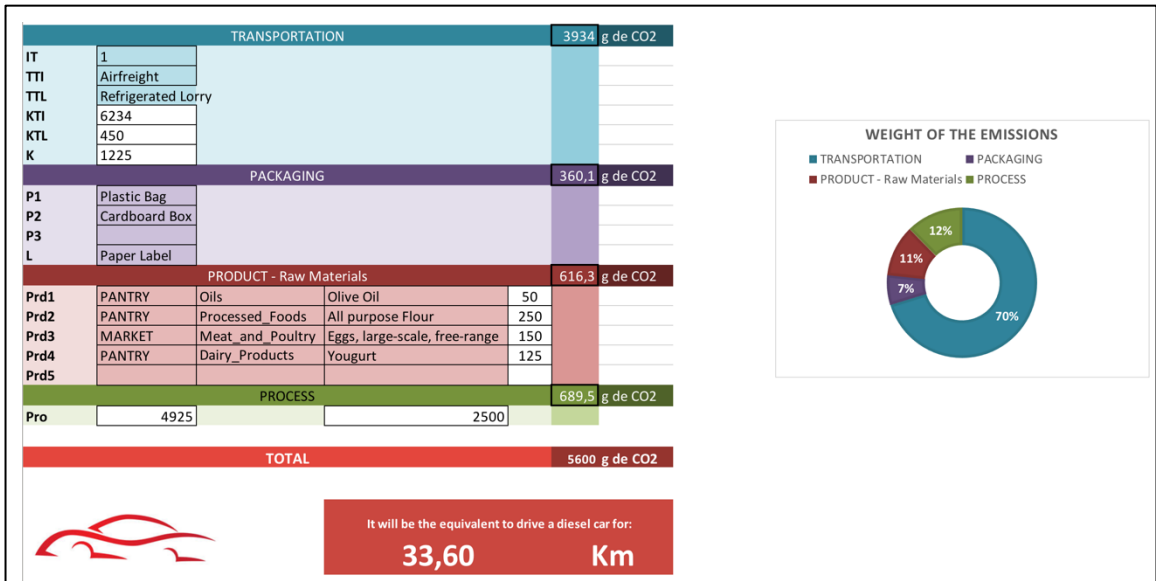 TRANSPORTATION 3934 g de CO2
IT 1
TTI Airfreight
TTL Refrigerated Lorry
KTI 6234
KTL 450
K 1225
PACKAGING 360,1 g de CO2
P1 Plastic Bag
P2 Cardboard Box
P3
L Paper Label
PRODUCT - Raw Materials 616,3 g de CO2
Prd1 PANTRY Oils Olive Oil 50
Prd2 PANTRY Processed_Foods All purpose Flour 250
Prd3 MARKET Meat_and_Poultry Eggs, large-scale, free-range 150
Prd4 PANTRY Dairy_Products Yougurt 125
Prd5
PROCESS 689,5 g de CO2
Pro 4925 2500
TOTAL 5600 g de CO2
It will be the equivalent to drive a diesel car for:
33,60 Km
WEIGHT OF THE EMISSIONS
TRANSPORTATION PACKAGING
PRODUCT - Raw Materials PROCESS
12%
11%
7%
70%